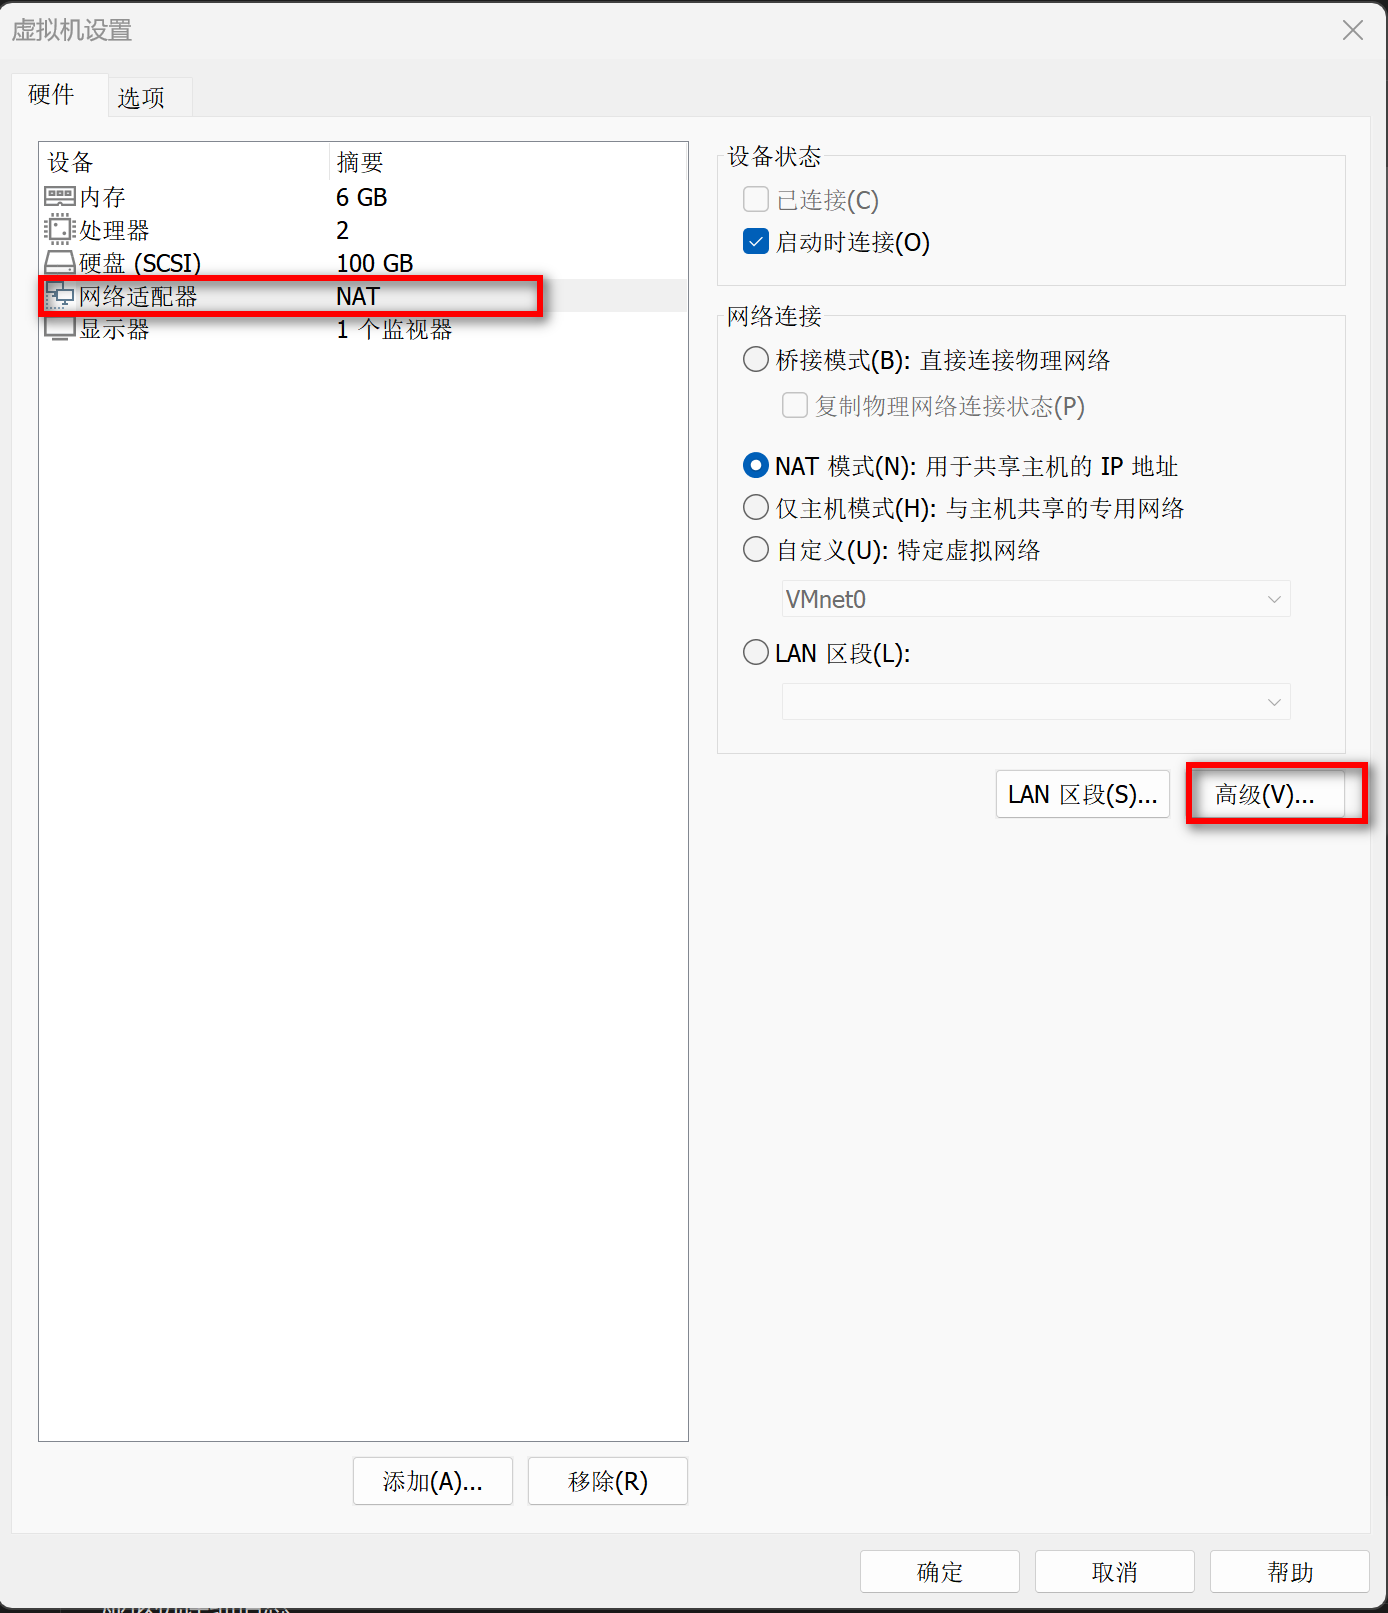 虚拟机设置
硬件
选项
设备 摘要
内存 6 GB
处理器 2
硬盘 (SCSI) 100 GB
网络适配器 NAT
显示器 1 个监视器
添加(A)...
移除(R)
设备状态
已连接(C)
启动时连接(O)
网络连接
桥接模式(B): 直接连接物理网络
复制物理网络连接状态(P)
NAT 模式(N): 用于共享主机的 IP 地址
仅主机模式(H): 与主机共享的专用网络
自定义(U): 特定虚拟网络
VMnet0
LAN 区段(L):
LAN 区段(S)...
高级(V)...
确定
取消
帮助